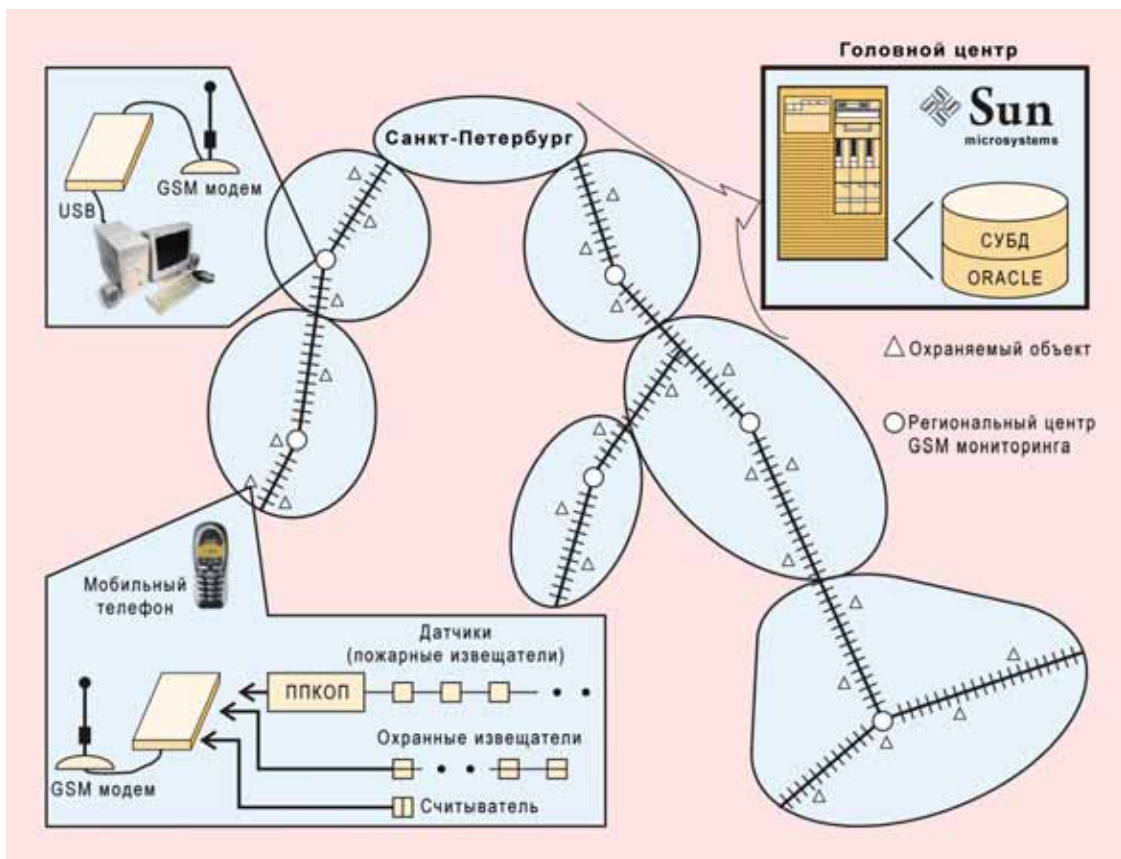 Головной центр
Sun
microsystems
СУБД
ORACLE
Санкт-Петербург
GSM модем
USB
Охраняемый объект
Региональный центр
GSM мониторинга
Мобильный
телефон
Датчики
(пожарные извещатели)
ППКОП
Охранные извещатели
GSM модем
Считыватель